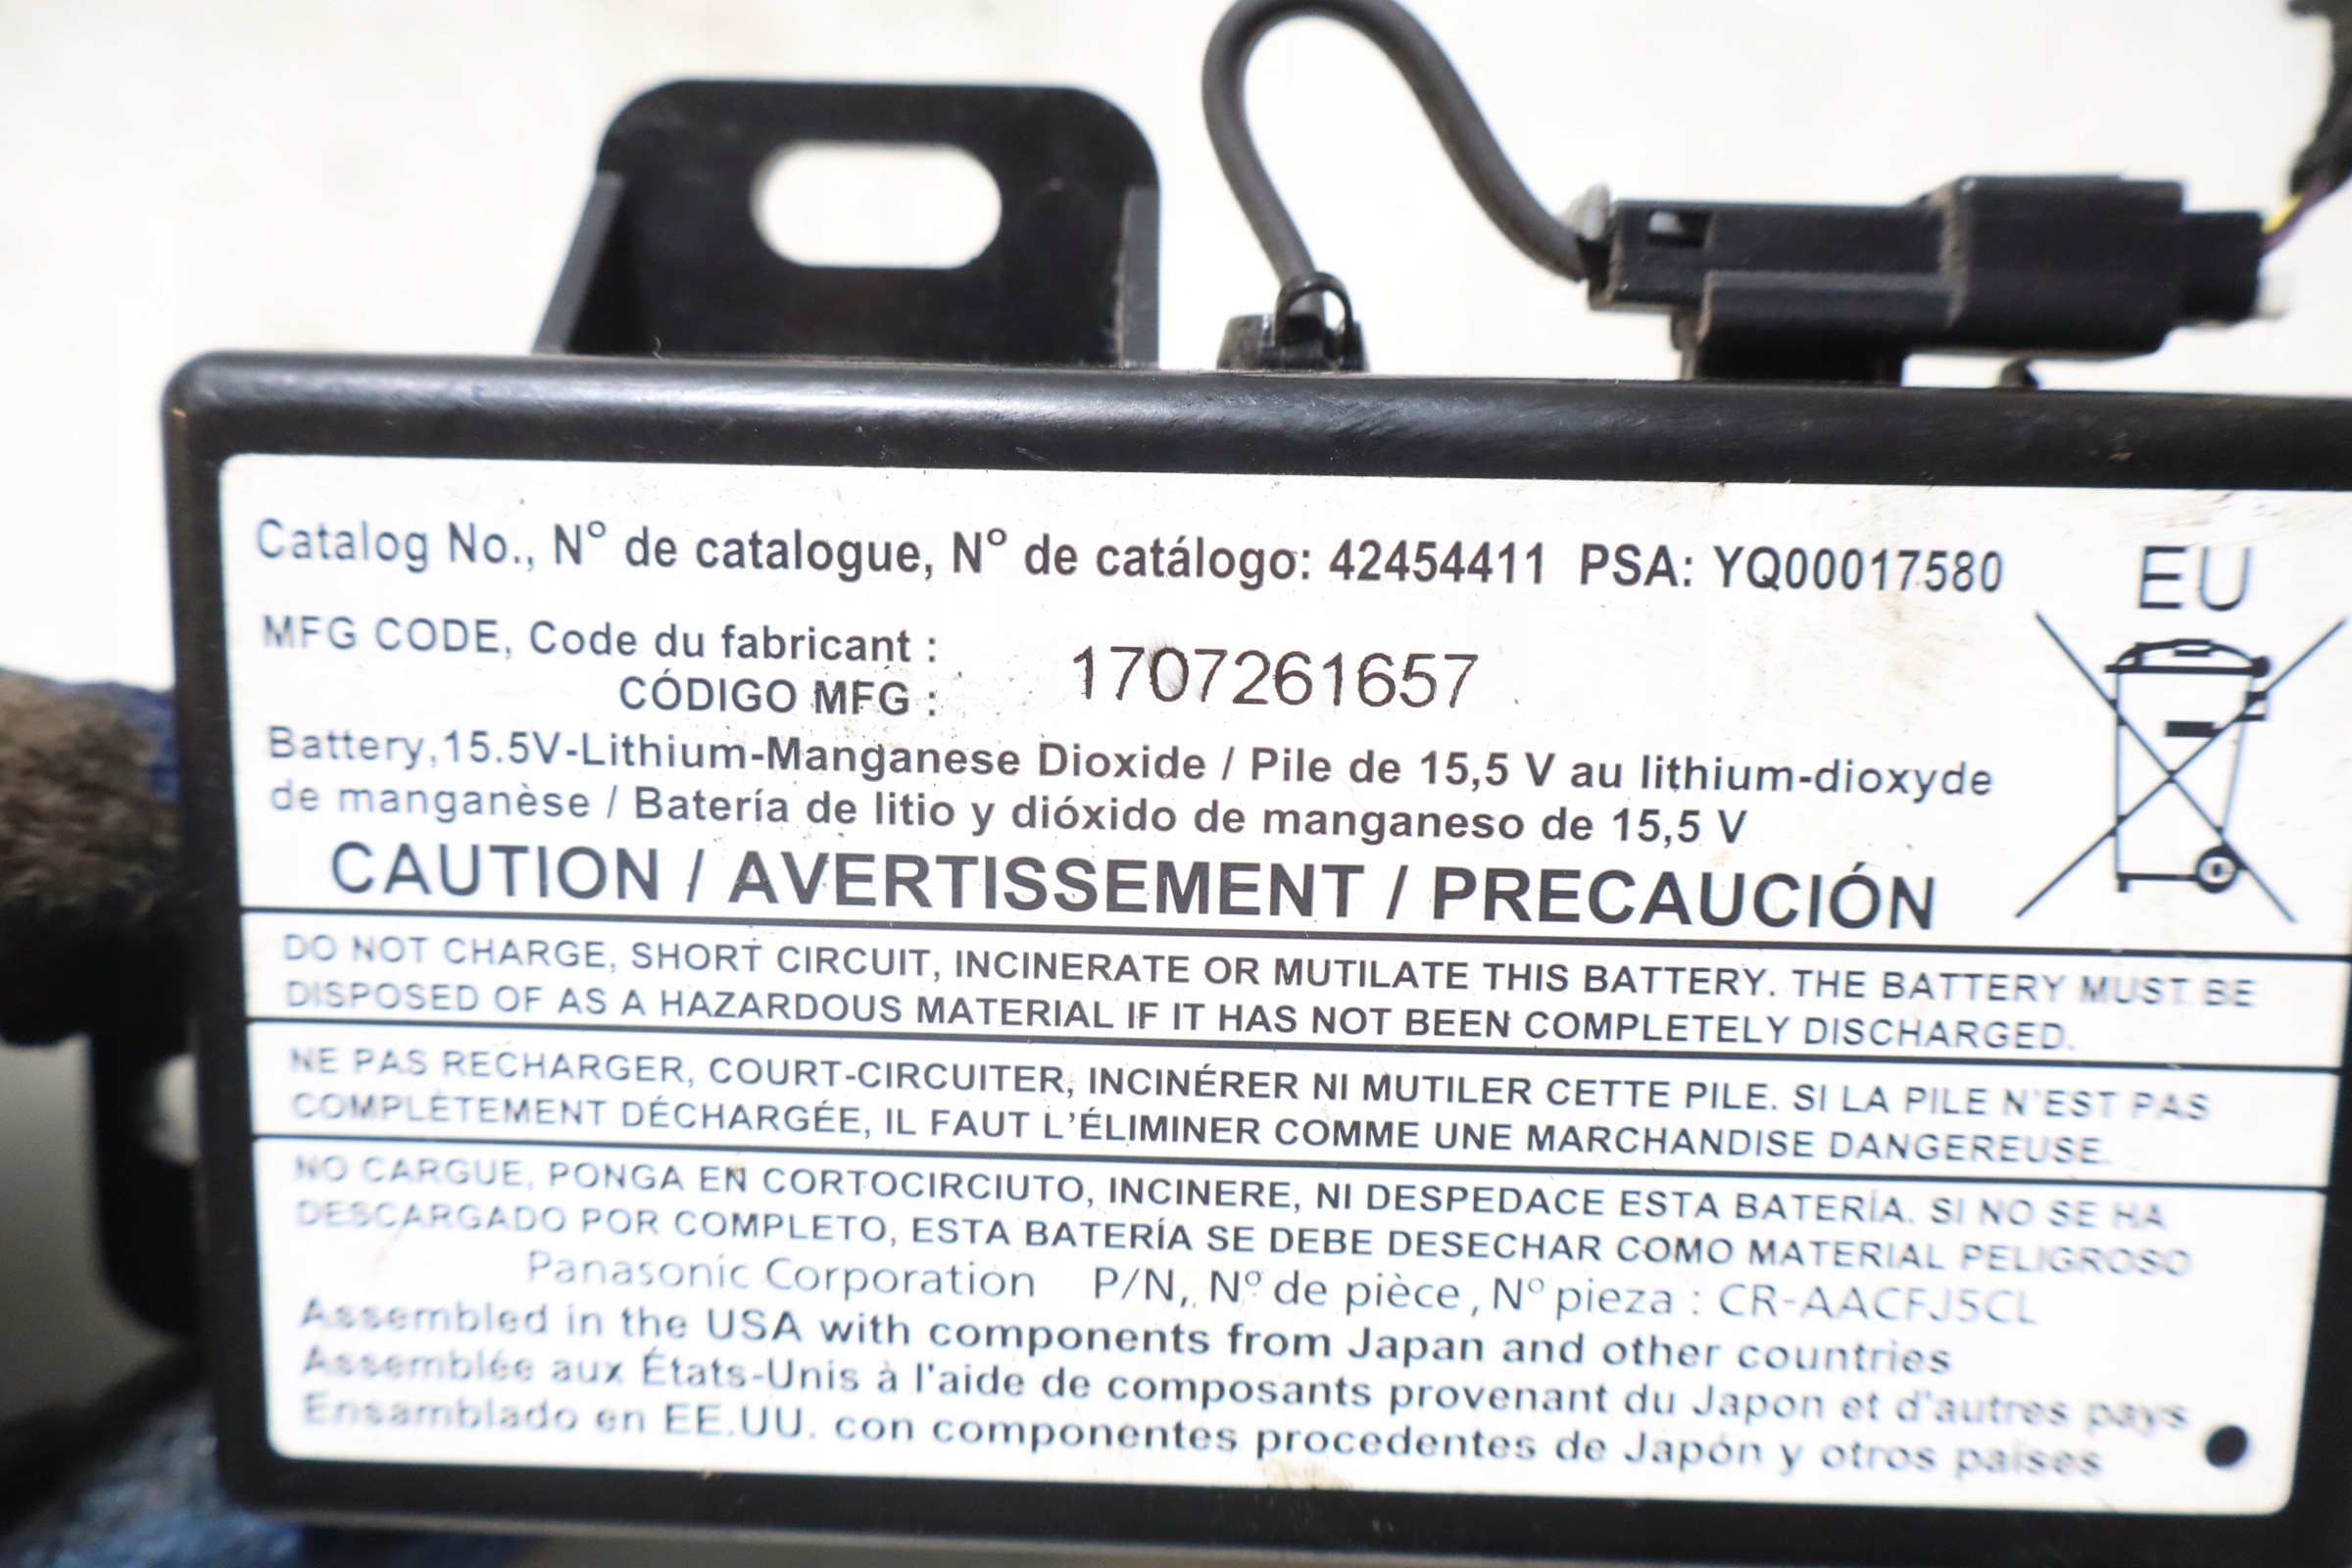 Catalog No., N° de catalogue, N° de catálogo: 42454411 PSA: YQ00017580
EU
MFG CODE, Code du fabricant :
CÓDIGO MFG :
1707261657
Battery,15.5V-Lithium-Manganese Dioxide / Pile de 15,5 V au lithium-dioxyde
de manganèse / Batería de litio y dióxido de manganeso de 15,5 V
CAUTION / AVERTISSEMENT / PRECAUCIÓN
DO NOT CHARGE, SHORT CIRCUIT, INCINERATE OR MUTILATE THIS BATTERY. THE BATTERY MUST BE
DISPOSED OF AS A HAZARDOUS MATERIAL IF IT HAS NOT BEEN COMPLETELY DISCHARGED.
NE PAS RECHARGER, COURT-CIRCUITER, INCINÉRER NI MUTILER CETTE PILE. SI LA PILE N'EST PAS
COMPLÈTEMENT DÉCHARGÉE, IL FAUT L'ÉLIMINER COMME UNE MARCHANDISE DANGEREUSE.
NO CARGUE, PONGA EN CORTOCIRCIUTO, INCINERE, NI DESPEDACE ESTA BATERÍA. SI NO SE HA
DESCARGADO POR COMPLETO, ESTA BATERÍA SE DEBE DESECHAR COMO MATERIAL PELIGROSO
Panasonic Corporation P/N, N° de pièce, N° pieza : CR-AACFJ5CL
Assembled in the USA with components from Japan and other countries
Assemblée aux États-Unis à l'aide de composants provenant du Japon et d'autres pays
Ensamblado en EE.UU. con componentes procedentes de Japón y otros países